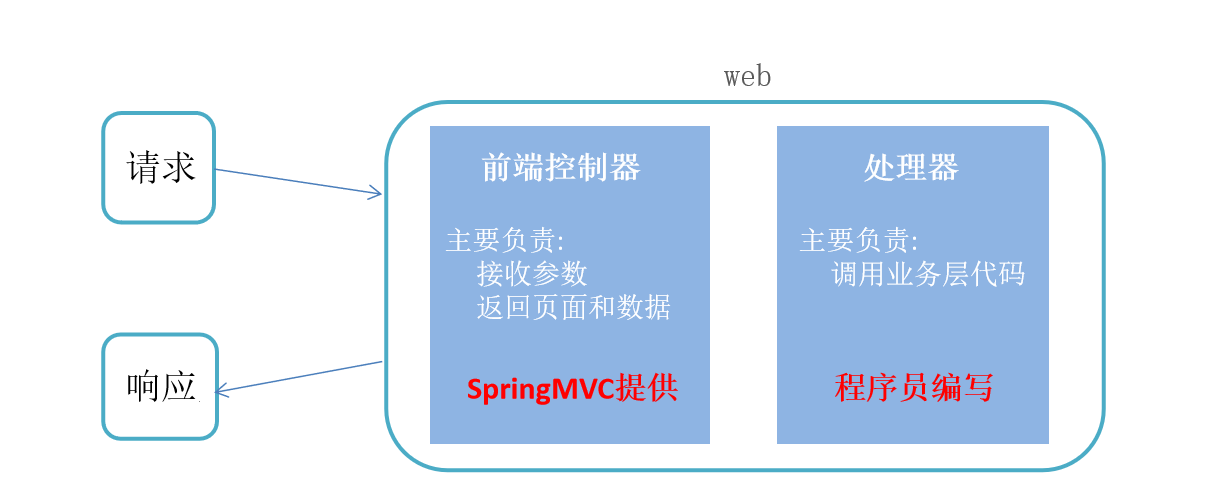 web
请求
前端控制器
主要负责:
接收参数
返回页面和数据
SpringMVC提供
处理器
主要负责:
调用业务层代码
程序员编写
响应